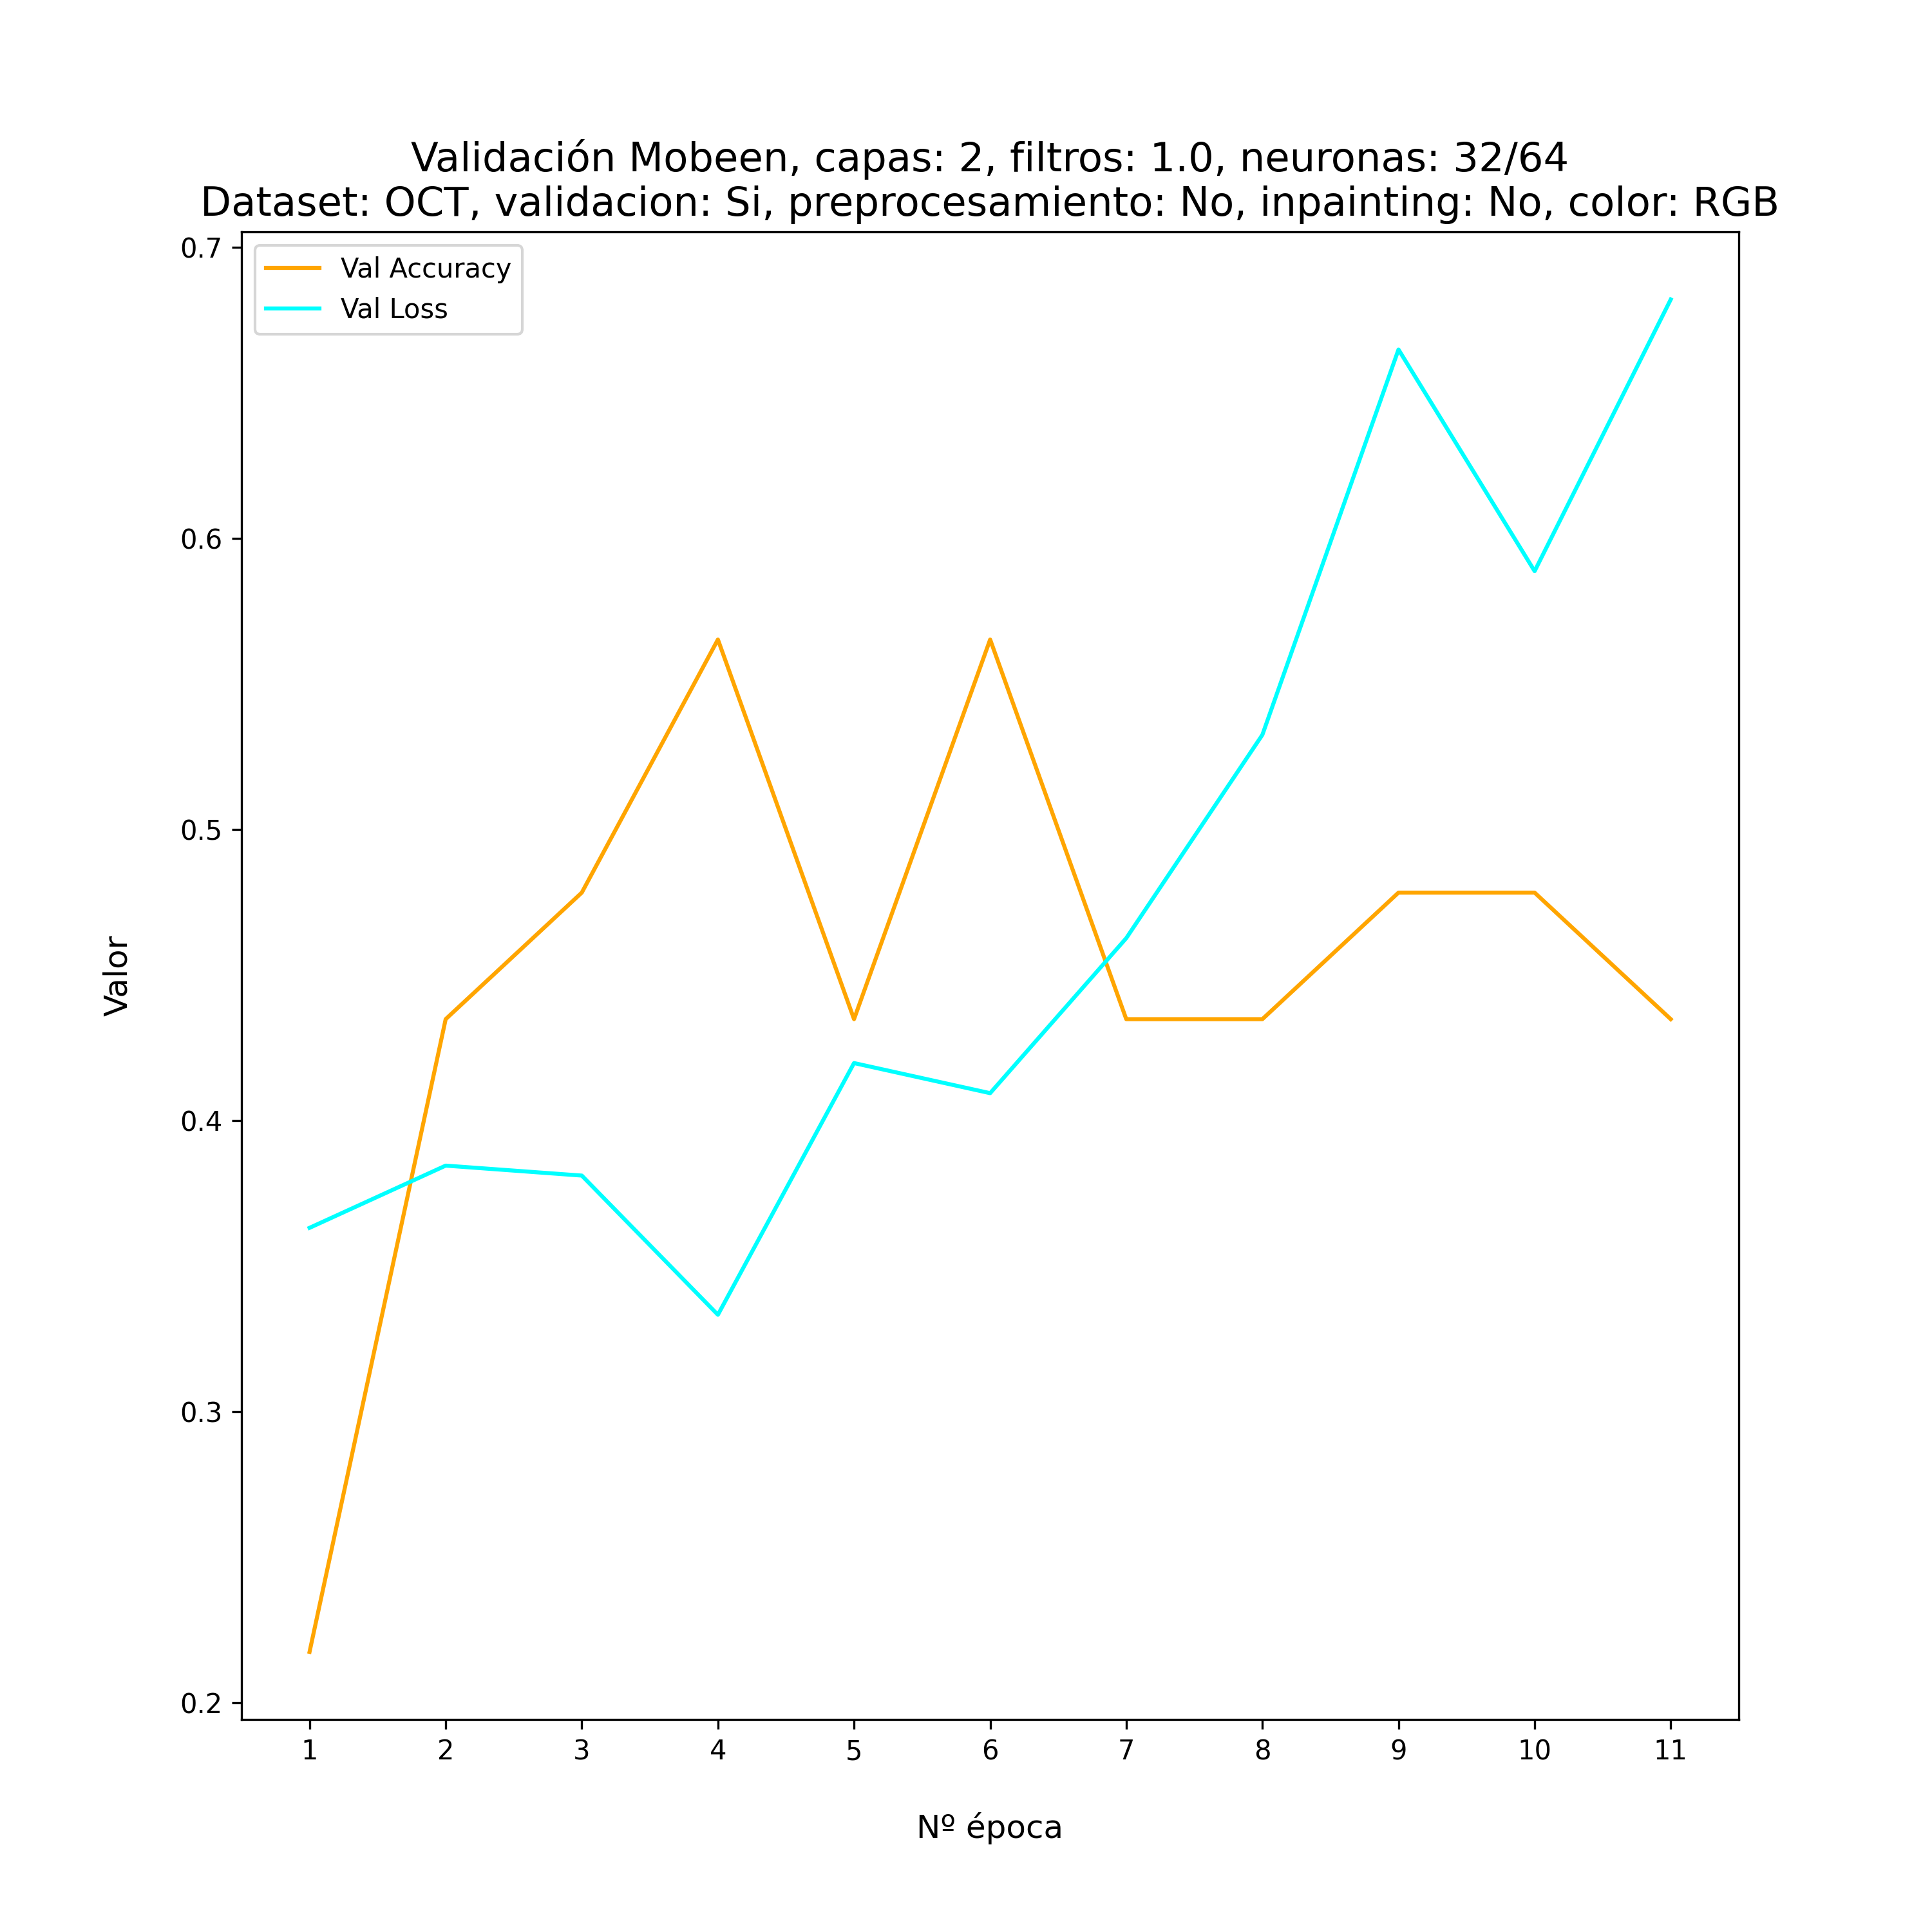 Validación Mobeen, capas: 2, filtros: 1.0, neuronas: 32/64
Dataset: OCT, validacion: Si, preprocesamiento: No, inpainting: No, color: RGB
Val Accuracy
Val Loss
0.7
0.6
0.5
0.4
0.3
0.2
Valor
1 2 3 4 5 6 7 8 9 10 11
Nº época